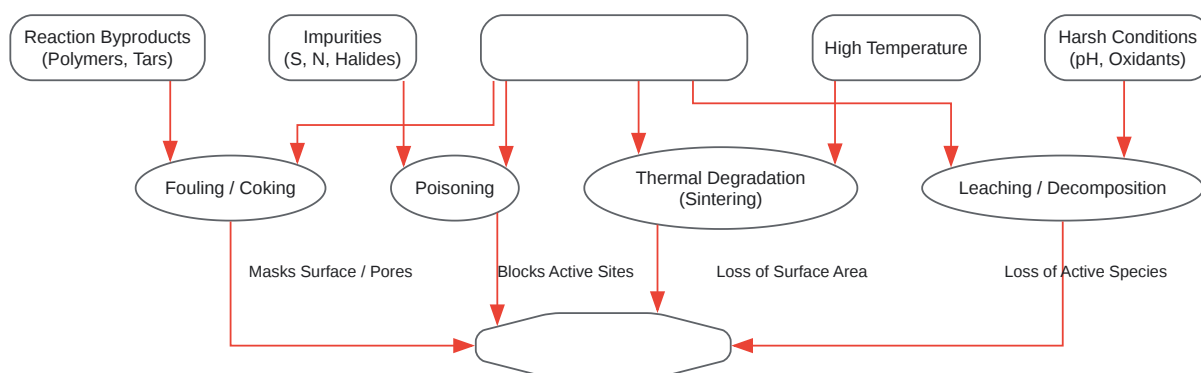 Reaction Byproducts
(Polymers, Tars)
Impurities
(S, N, Halides)
High Temperature
Harsh Conditions
(pH, Oxidants)
Fouling / Coking
Poisoning
Thermal Degradation
(Sintering)
Leaching / Decomposition
Masks Surface / Pores
Blocks Active Sites
Loss of Surface Area
Loss of Active Species